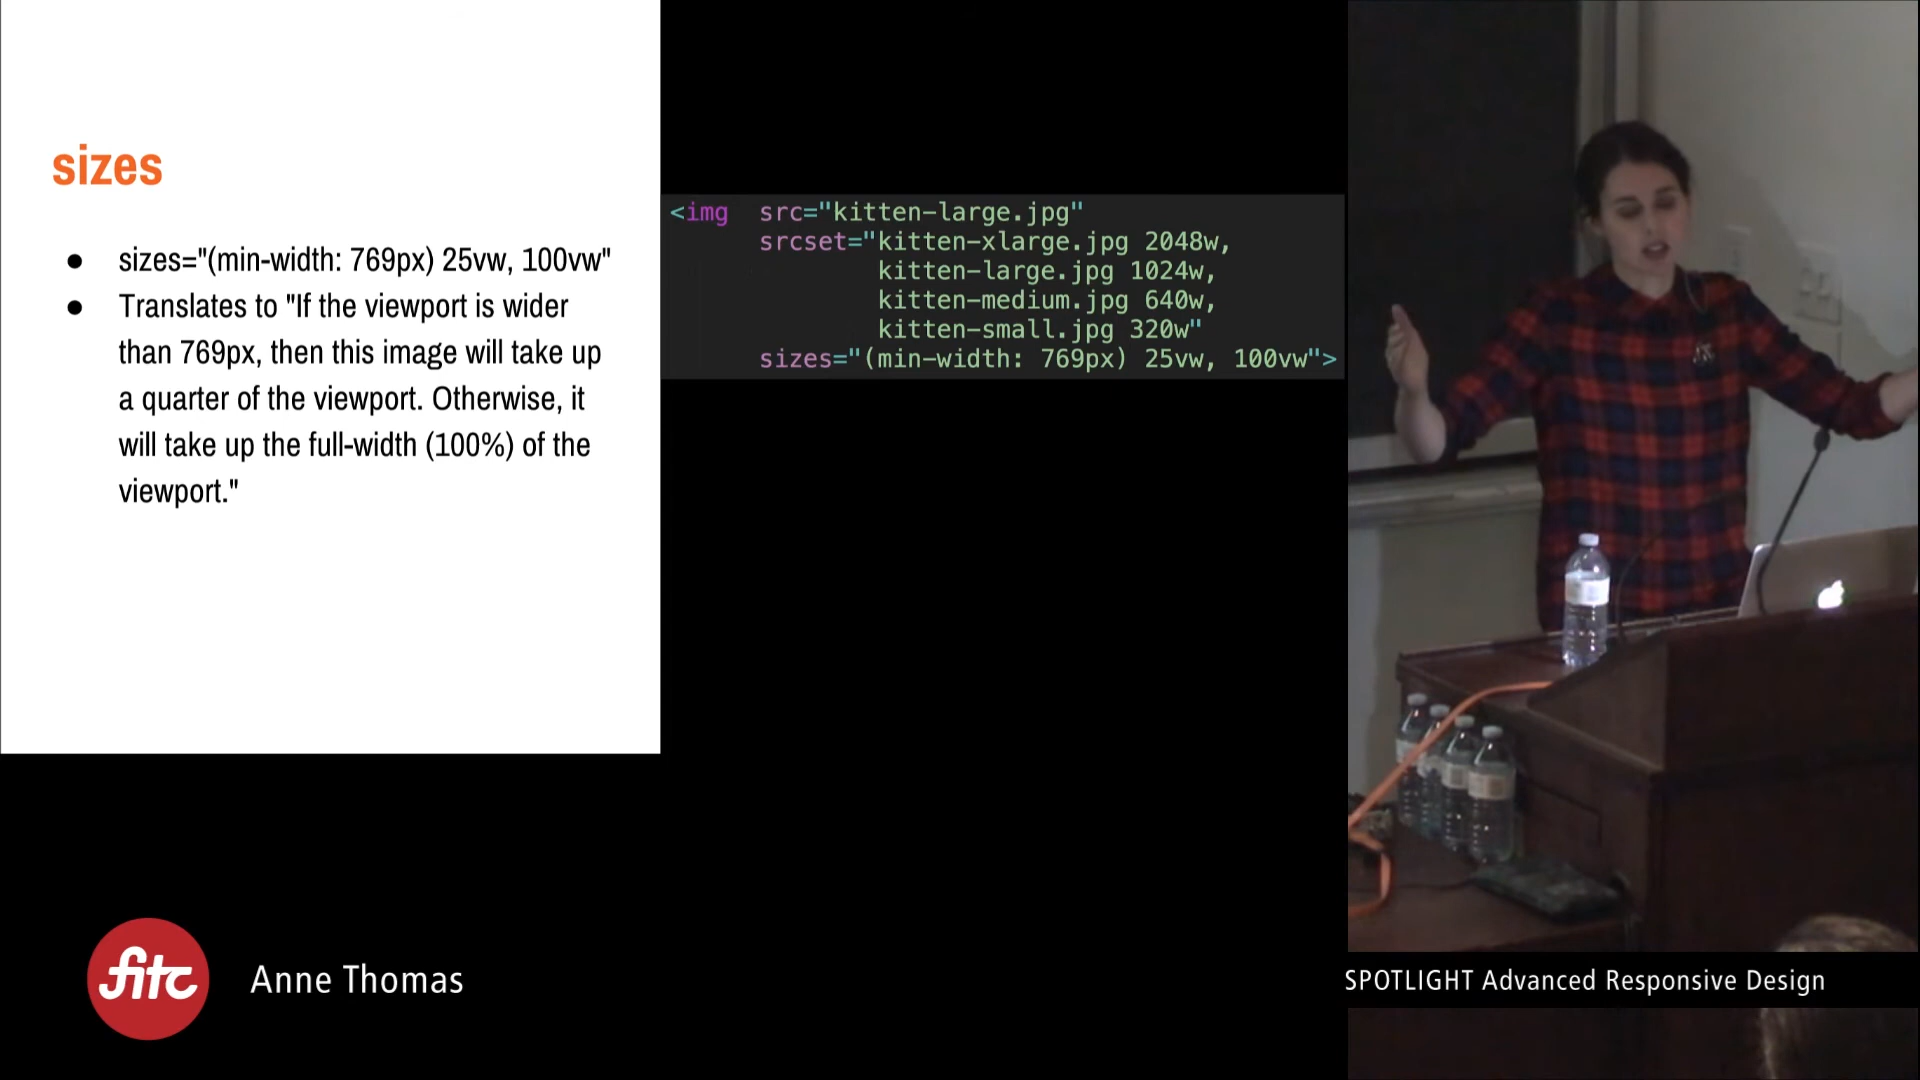 sizes
● sizes="(min-width: 769px) 25vw, 100vw"
● Translates to "If the viewport is wider
than 769px, then this image will take up
a quarter of the viewport. Otherwise, it
will take up the full-width (100%) of the
viewport."
<img src="kitten-large.jpg"
srcset="kitten-xlarge.jpg 2048w,
kitten-large.jpg 1024w,
kitten-medium.jpg 640w,
kitten-small.jpg 320w"
sizes="(min-width: 769px) 25vw, 100vw">
fitc
Anne Thomas
SPOTLIGHT Advanced Responsive Design